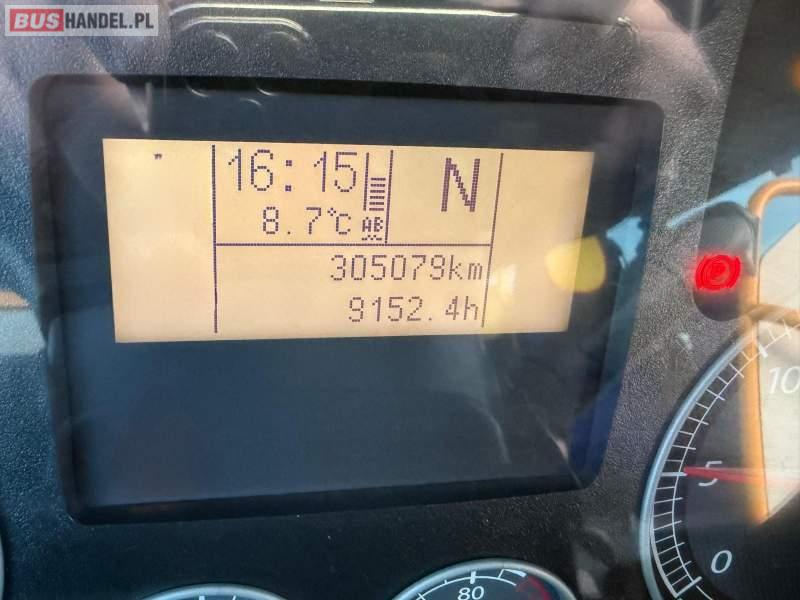 BUSHANDEL.PL
16:15
N
8.7°C AB
305079km
9152.4h
10
5
0
80